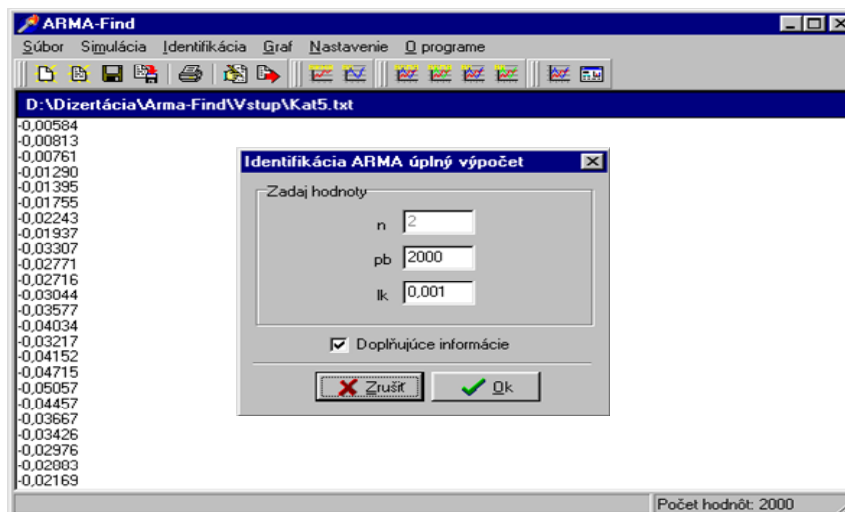 ARMA-Find
Súbor Simulácia Identifikácia Graf Nastavenie O programe
D:\Dizertácia\Arma-Find\Vstup\Kat5.txt
-0,00584
-0,00813
-0,00761
-0,01290
-0,01395
-0,01755
-0,02243
-0,01937
-0,03307
-0,02771
-0,02716
-0,03044
-0,03577
-0,04034
-0,03217
-0,04152
-0,04715
-0,05057
-0,04457
-0,03667
-0,03426
-0,02976
-0,02883
-0,02169
Identifikácia ARMA úplný výpočet
Zadaj hodnoty
n 2
pb 2000
lk 0,001
Doplňujúce informácie
Zrušiť Ok
Počet hodnôt: 2000